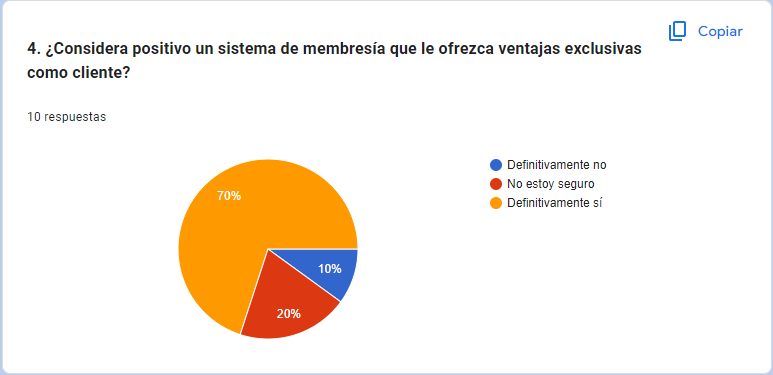 Copiar
4. ¿Considera positivo un sistema de membresía que le ofrezca ventajas exclusivas
como cliente?
10 respuestas
Definitivamente no
No estoy seguro
Definitivamente sí
70%
10%
20%